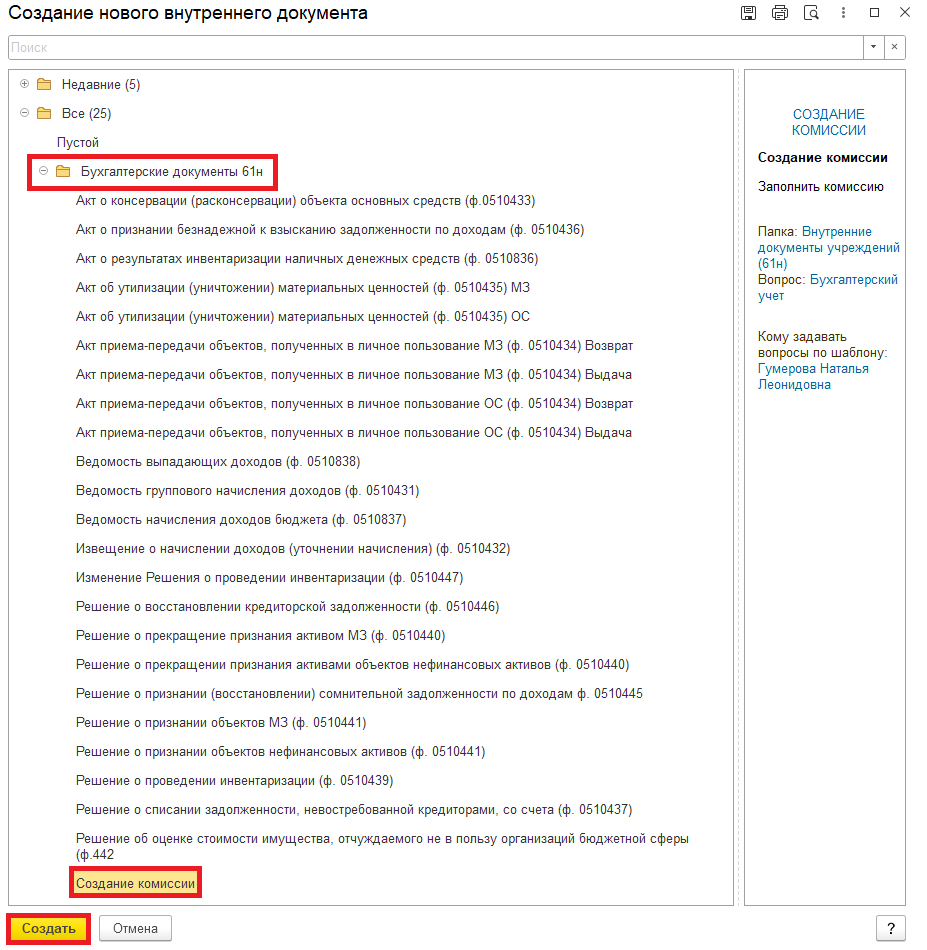 Создание нового внутреннего документа
Поиск
Недавние (5)
Все (25)
Пустой
Бухгалтерские документы 61н
Акт о консервации (расконсервации) объекта основных средств (ф.0510433)
Акт о признании безнадежной к взысканию задолженности по доходам (ф. 0510436)
Акт о результатах инвентаризации наличных денежных средств (ф. 0510836)
Акт об утилизации (уничтожении) материальных ценностей (ф. 0510435) МЗ
Акт об утилизации (уничтожении) материальных ценностей (ф. 0510435) ОС
Акт приема-передачи объектов, полученных в личное пользование МЗ (ф. 0510434) Возврат
Акт приема-передачи объектов, полученных в личное пользование МЗ (ф. 0510434) Выдача
Акт приема-передачи объектов, полученных в личное пользование ОС (ф. 0510434) Возврат
Акт приема-передачи объектов, полученных в личное пользование ОС (ф. 0510434) Выдача
Ведомость выпадающих доходов (ф. 0510838)
Ведомость группового начисления доходов (ф. 0510431)
Ведомость начисления доходов бюджета (ф. 0510837)
Извещение о начислении доходов (уточнении начисления) (ф. 0510432)
Изменение Решения о проведении инвентаризации (ф. 0510447)
Решение о восстановлении кредиторской задолженности (ф. 0510446)
Решение о прекращение признания активом МЗ (ф. 0510440)
Решение о прекращении признания активами объектов нефинансовых активов (ф. 0510440)
Решение о признании (восстановлении) сомнительной задолженности по доходам ф. 0510445
Решение о признании объектов МЗ (ф. 0510441)
Решение о признании объектов нефинансовых активов (ф. 0510441)
Решение о проведении инвентаризации (ф. 0510439)
Решение о списании задолженности, невостребованной кредиторами, со счета (ф. 0510437)
Решение об оценке стоимости имущества, отчуждаемого не в пользу организаций бюджетной сферы
(ф.442
Создание комиссии
СОЗДАНИЕ
КОМИССИИ
Создание комиссии
Заполнить комиссию
Папка: Внутренние
документы учреждений
(61н)
Вопрос: Бухгалтерский
учет
Кому задавать
вопросы по шаблону:
Гумерова Наталья
Леонидовна
Создать
Отмена
?